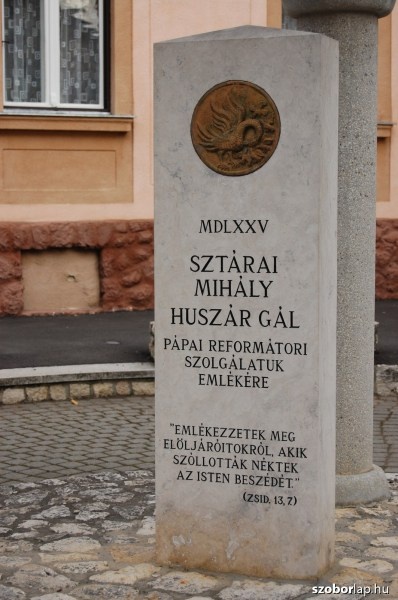 MDLXXV
SZTÁRAI
MIHÁLY
HUSZÁR GÁL
PÁPAI REFORMÁTORI
SZOLGÁLATUK
EMLÉKÉRE
"EMLÉKEZZETEK MEG
ELÖLJÁRÓITOKRÓL, AKIK
SZÓLLOTTÁK NÉKTEK
AZ ISTEN BESZÉDÉT."
(ZSID. 13, 7)
szoborlap.hu